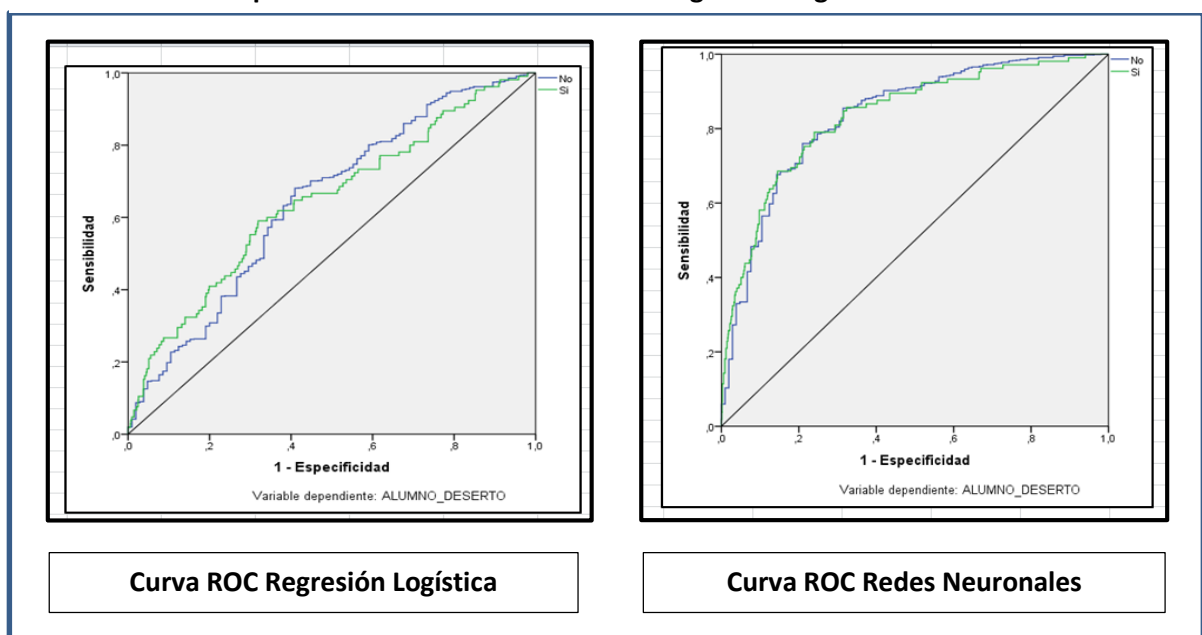 No
Si
1,0
,8
,6
,4
,2
,0
Sensibilidad
,0 ,2 ,4 ,6 ,8 1,0
1 - Especificidad
Variable dependiente: ALUMNO_DESERTO
Curva ROC Regresión Logística
No
Si
1,0
,8
,6
,4
,2
,0
Sensibilidad
,0 ,2 ,4 ,6 ,8 1,0
1 - Especificidad
Variable dependiente: ALUMNO_DESERTO
Curva ROC Redes Neuronales